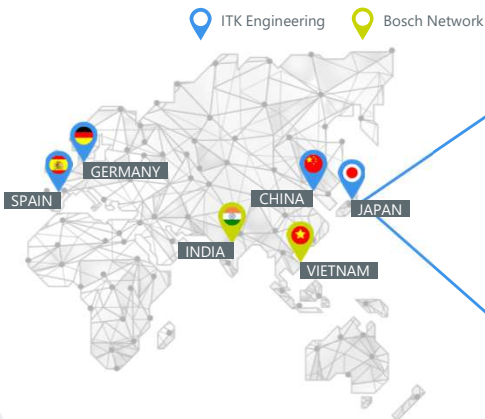 ITK Engineering Bosch Network
GERMANY
SPAIN
CHINA
JAPAN
INDIA
VIETNAM